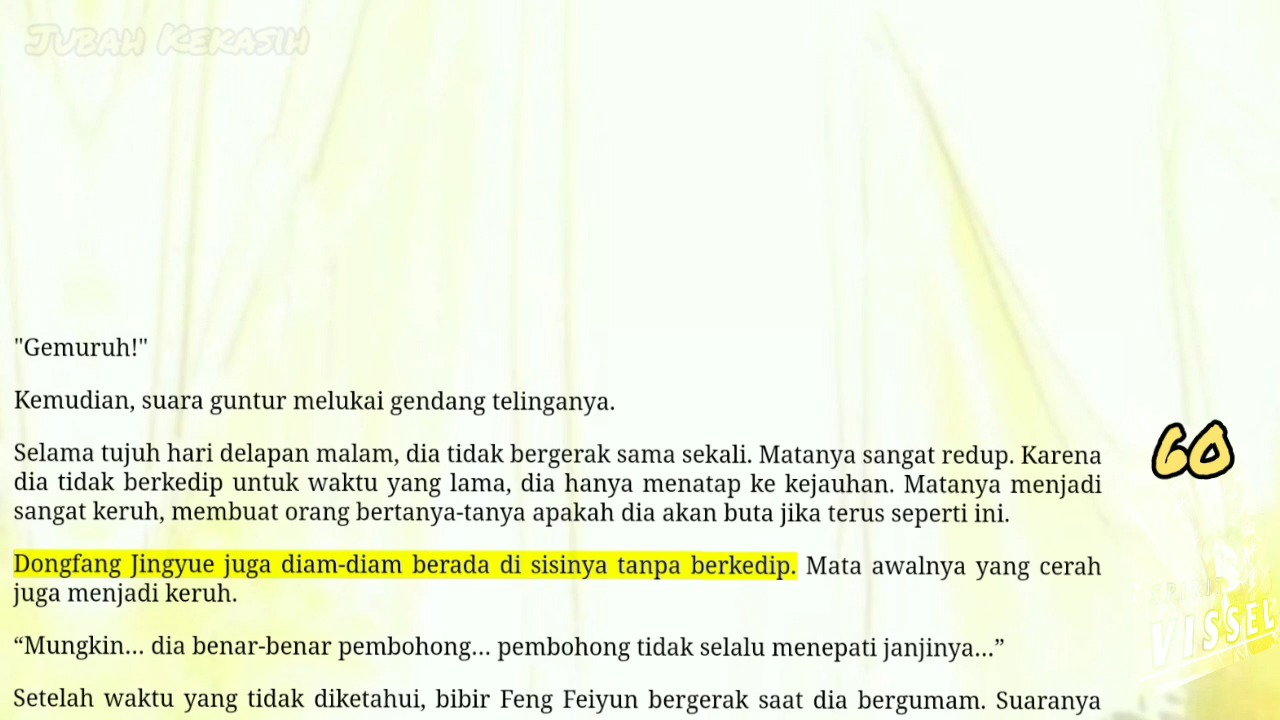 JUBAH KEKASIH
"Gemuruh!"
Kemudian, suara guntur melukai gendang telinganya.
Selama tujuh hari delapan malam, dia tidak bergerak sama sekali. Matanya sangat redup. Karena
dia tidak berkedip untuk waktu yang lama, dia hanya menatap ke kejauhan. Matanya menjadi
sangat keruh, membuat orang bertanya-tanya apakah dia akan buta jika terus seperti ini.
60
Dongfang Jingyue juga diam-diam berada di sisinya tanpa berkedip. Mata awalnya yang cerah
juga menjadi keruh.
SPIRIT
VISSEL
“Mungkin... dia benar-benar pembohong... pembohong tidak selalu menepati janjinya...”
Setelah waktu yang tidak diketahui, bibir Feng Feiyun bergerak saat dia bergumam. Suaranya